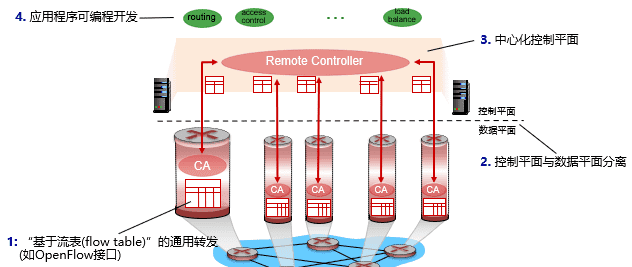 4. 应用程序可编程开发
routing
access
control
...
load
balance
3. 中心化控制平面
Remote Controller
控制平面
数据平面
2. 控制平面与数据平面分离
CA
CA
CA
CA
CA
1: “基于流表(flow table)”的通用转发
(如OpenFlow接口)